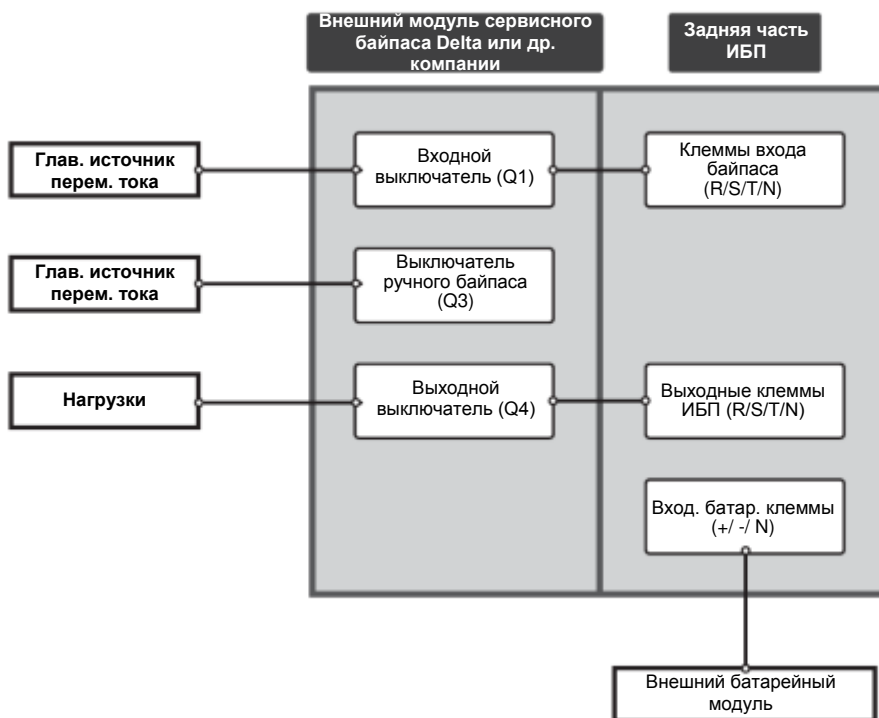 Внешний модуль сервисного
байпаса Delta или др.
компании
Задняя часть
ИБП
Глав. источник
перем. тока
Входной
выключатель (Q1)
Клеммы входа
байпаса
(R/S/T/N)
Глав. источник
перем. тока
Выключатель
ручного байпаса
(Q3)
Нагрузки
Выходной
выключатель (Q4)
Выходные клеммы
ИБП (R/S/T/N)
Вход. батар. клеммы
(+/ -/ N)
Внешний батарейный
модуль